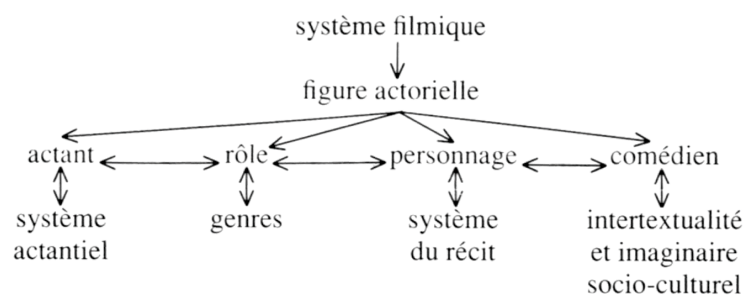 système filmique
figure actorielle
actant rôle personnage comédien
système genres système intertextualité
actantiel du récit et imaginaire
socio-culturel